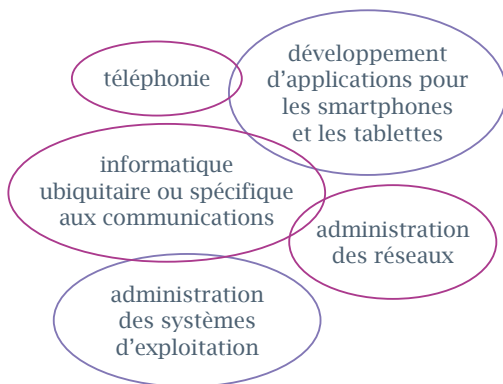 téléphonie
développement
d'applications pour
les smartphones
et les tablettes
informatique
ubiquitaire ou spécifique
aux communications
administration
des réseaux
administration
des systèmes
d'exploitation